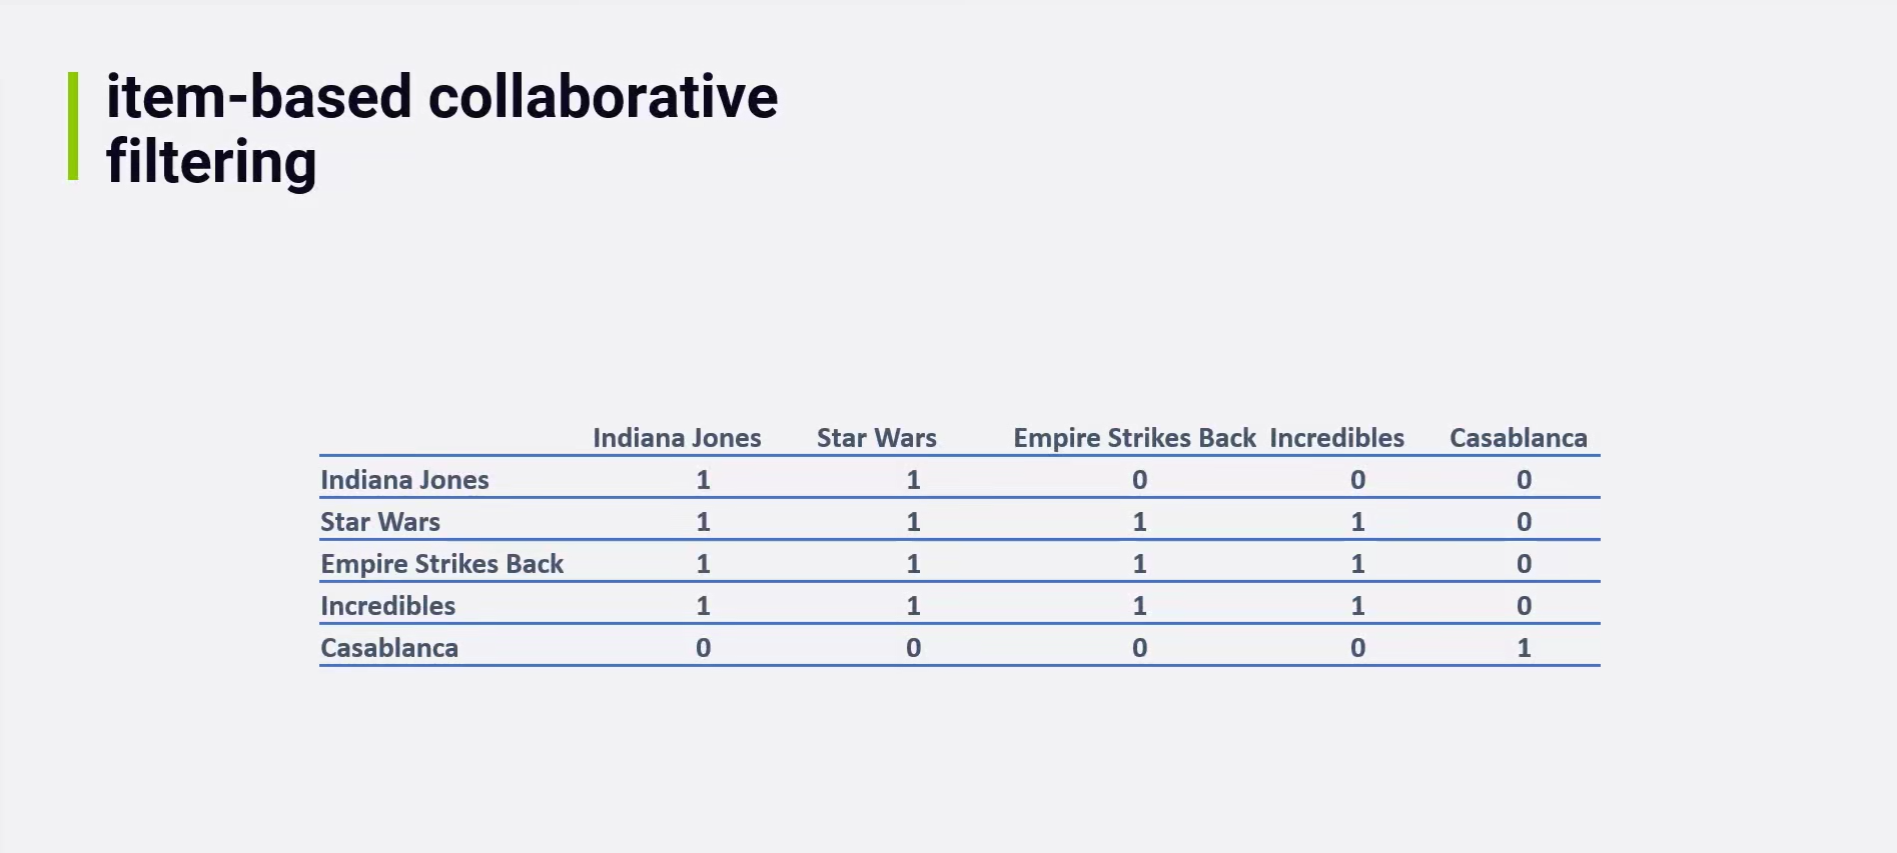 item-based collaborative
filtering
Indiana Jones Star Wars Empire Strikes Back Incredibles Casablanca
Indiana Jones 1 1 0 0 0
Star Wars 1 1 1 1 0
Empire Strikes Back 1 1 1 1 0
Incredibles 1 1 1 1 0
Casablanca 0 0 0 0 1